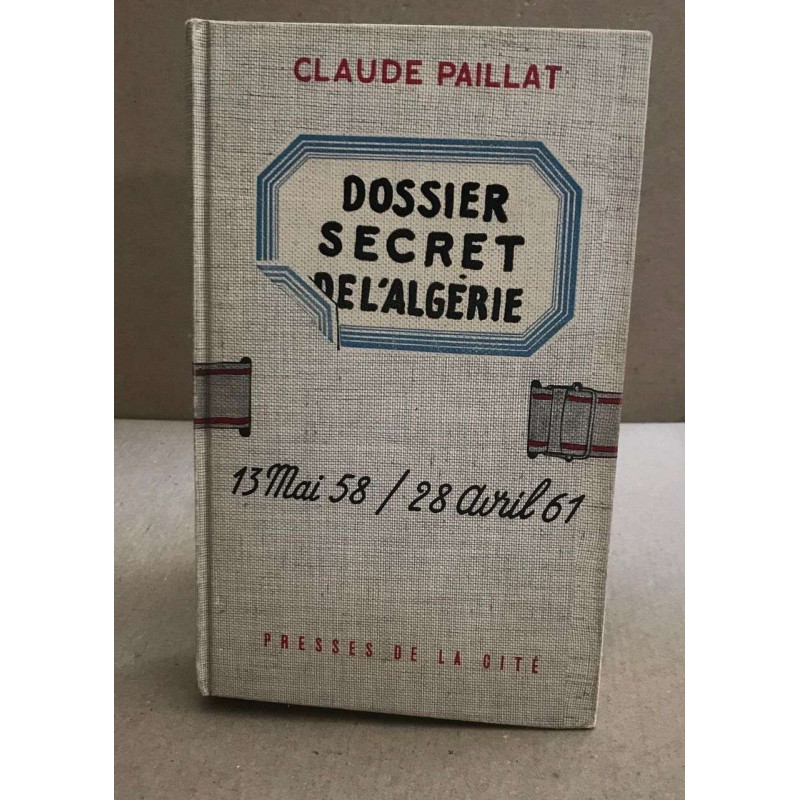 CLAUDE PAILLAT
DOSSIER
SECRET
DE L'ALGÉRIE
13 Mai 58 / 28 Avril 61
PRESSES DE LA CITÉ